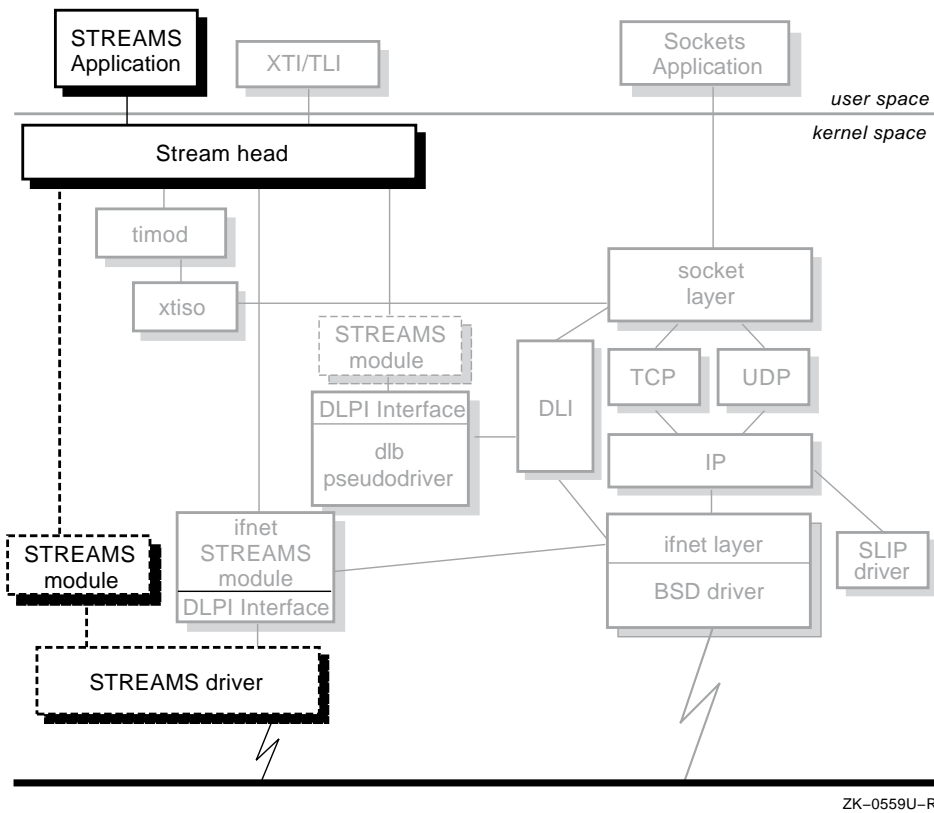 STREAMS
Application
XTI/TLI
Sockets
Application
user space
kernel space
Stream head
timod
xtiso
socket
layer
STREAMS
module
DLPI Interface
dlb
pseudodriver
DLI
TCP
UDP
IP
ifnet
STREAMS
module
DLPI Interface
ifnet layer
BSD driver
SLIP
driver
STREAMS
module
STREAMS driver
ZK−0559U−R